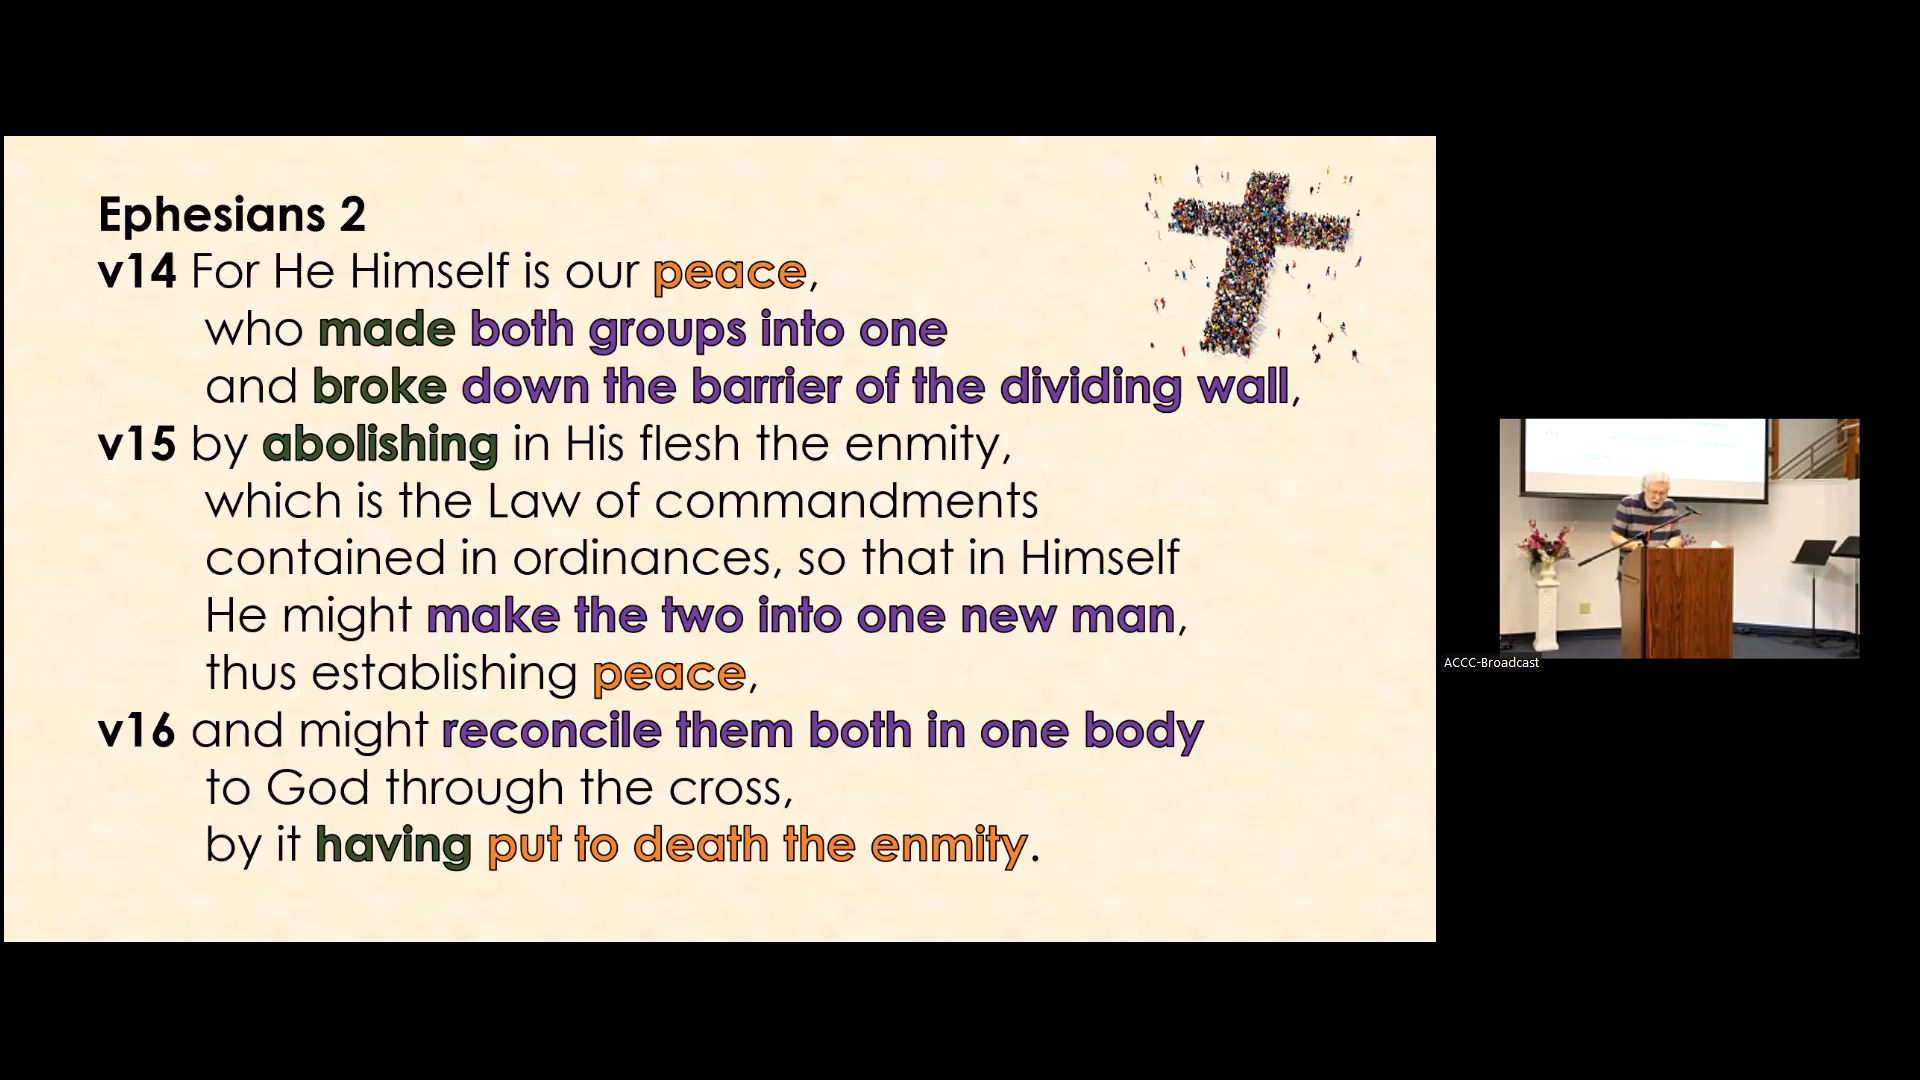 Ephesians 2
v14 For He Himself is our peace,
who made both groups into one
and broke down the barrier of the dividing wall,
v15 by abolishing in His flesh the enmity,
which is the Law of commandments
contained in ordinances, so that in Himself
He might make the two into one new man,
thus establishing peace,
v16 and might reconcile them both in one body
to God through the cross,
by it having put to death the enmity.
ACCC-Broadcast